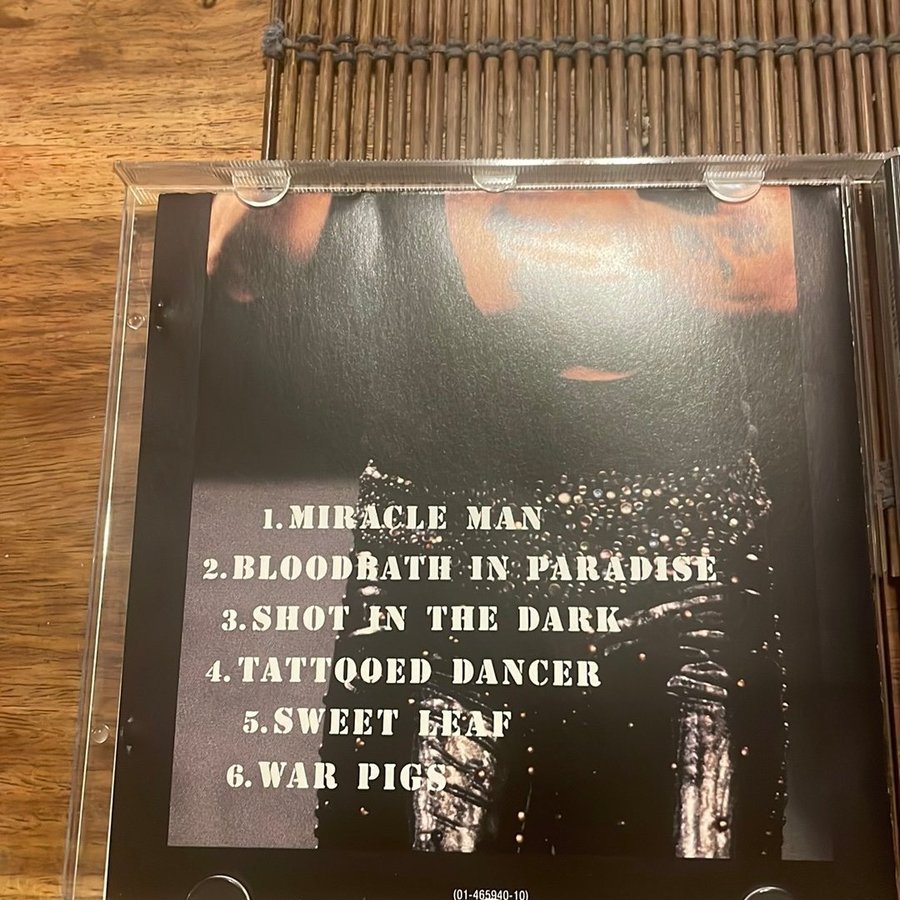 1. MIRACLE MAN
2. BLOODBATH IN PARADISE
3. SHOT IN THE DARK
4. TATTOOED DANCER
5. SWEET LEAF
6. WAR PIGS
(01-465940-10)